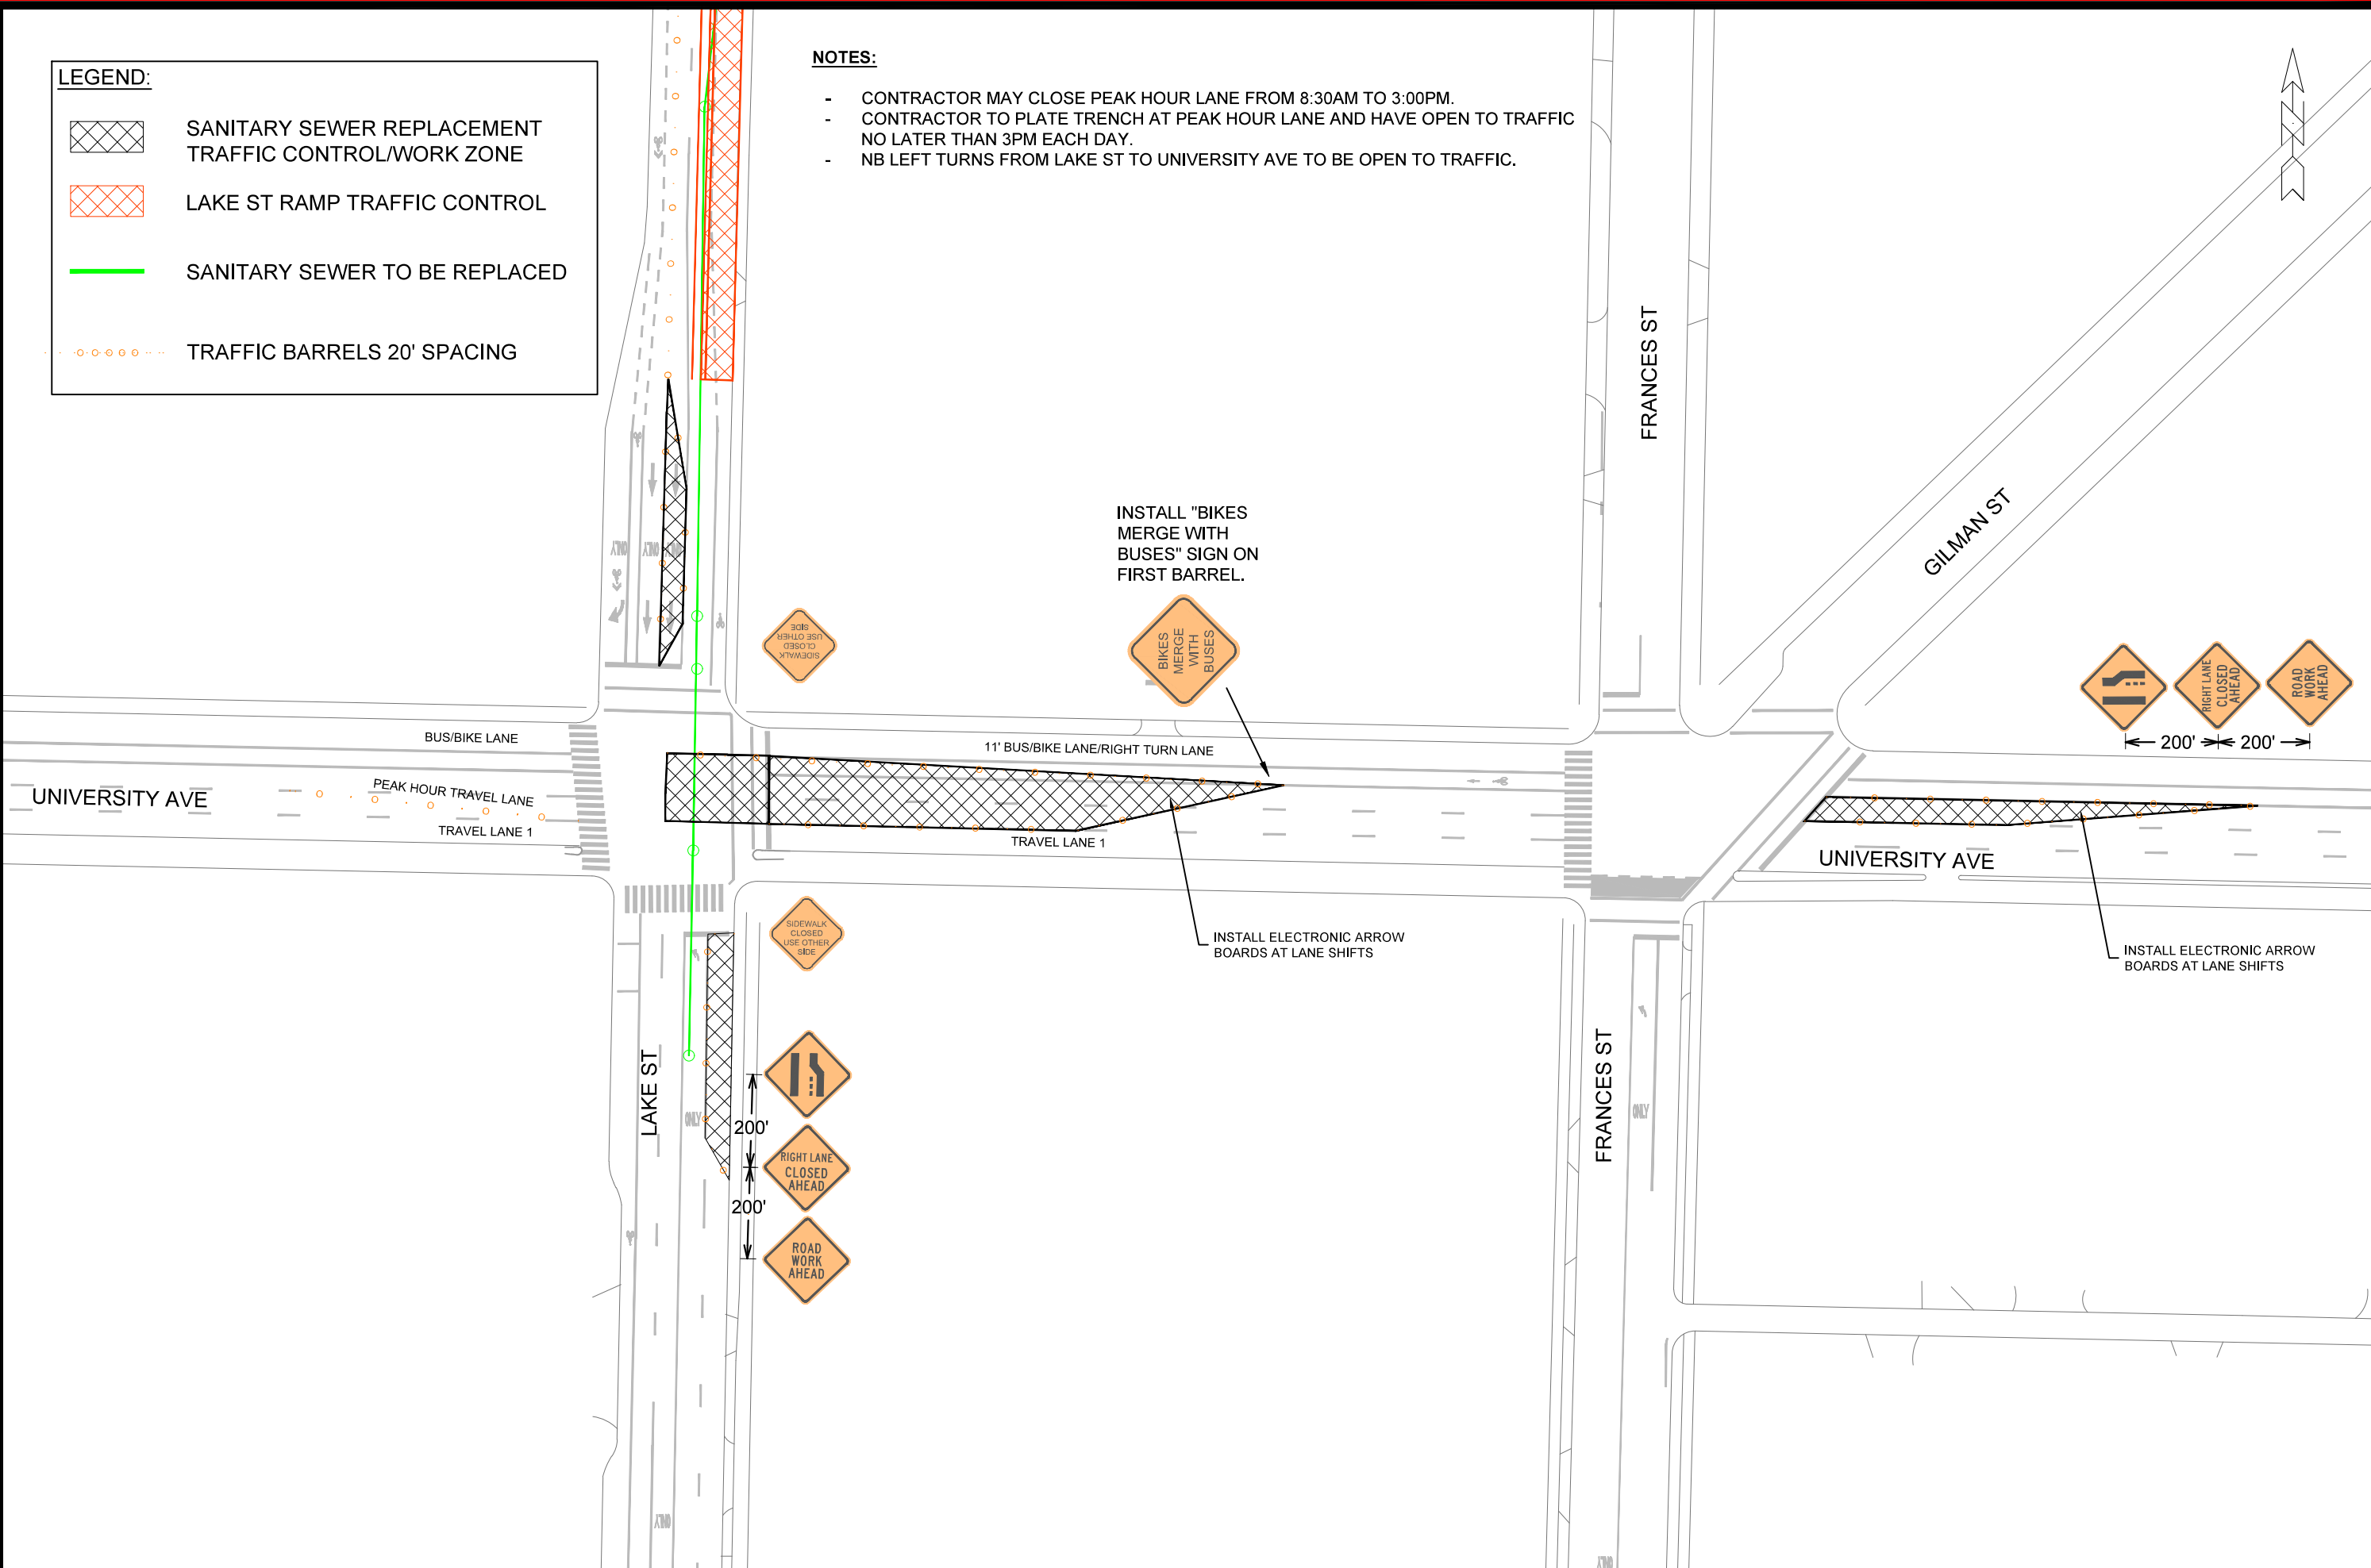 LEGEND:
SANITARY SEWER REPLACEMENT
TRAFFIC CONTROL/WORK ZONE
LAKE ST RAMP TRAFFIC CONTROL
SANITARY SEWER TO BE REPLACED
TRAFFIC BARRELS 20' SPACING
NOTES:
- CONTRACTOR MAY CLOSE PEAK HOUR LANE FROM 8:30AM TO 3:00PM.
- CONTRACTOR TO PLATE TRENCH AT PEAK HOUR LANE AND HAVE OPEN TO TRAFFIC
NO LATER THAN 3PM EACH DAY.
- NB LEFT TURNS FROM LAKE ST TO UNIVERSITY AVE TO BE OPEN TO TRAFFIC.
FRANCES ST
GILMAN ST
INSTALL "BIKES
MERGE WITH
BUSES" SIGN ON
FIRST BARREL.
ONLY
ONLY
ONLY
SIDEWALK
CLOSED
USE OTHER
SIDE
BIKES
MERGE
WITH
BUSES
RIGHT LANE
CLOSED
AHEAD
ROAD
WORK
AHEAD
200'
200'
BUS/BIKE LANE
11' BUS/BIKE LANE/RIGHT TURN LANE
PEAK HOUR TRAVEL LANE
UNIVERSITY AVE
TRAVEL LANE 1
TRAVEL LANE 1
UNIVERSITY AVE
SIDEWALK
CLOSED
USE OTHER
SIDE
INSTALL ELECTRONIC ARROW
BOARDS AT LANE SHIFTS
INSTALL ELECTRONIC ARROW
BOARDS AT LANE SHIFTS
LAKE ST
ONLY
200'
RIGHT LANE
CLOSED
AHEAD
200'
ROAD
WORK
AHEAD
FRANCES ST
ONLY
ONLY
ONLY